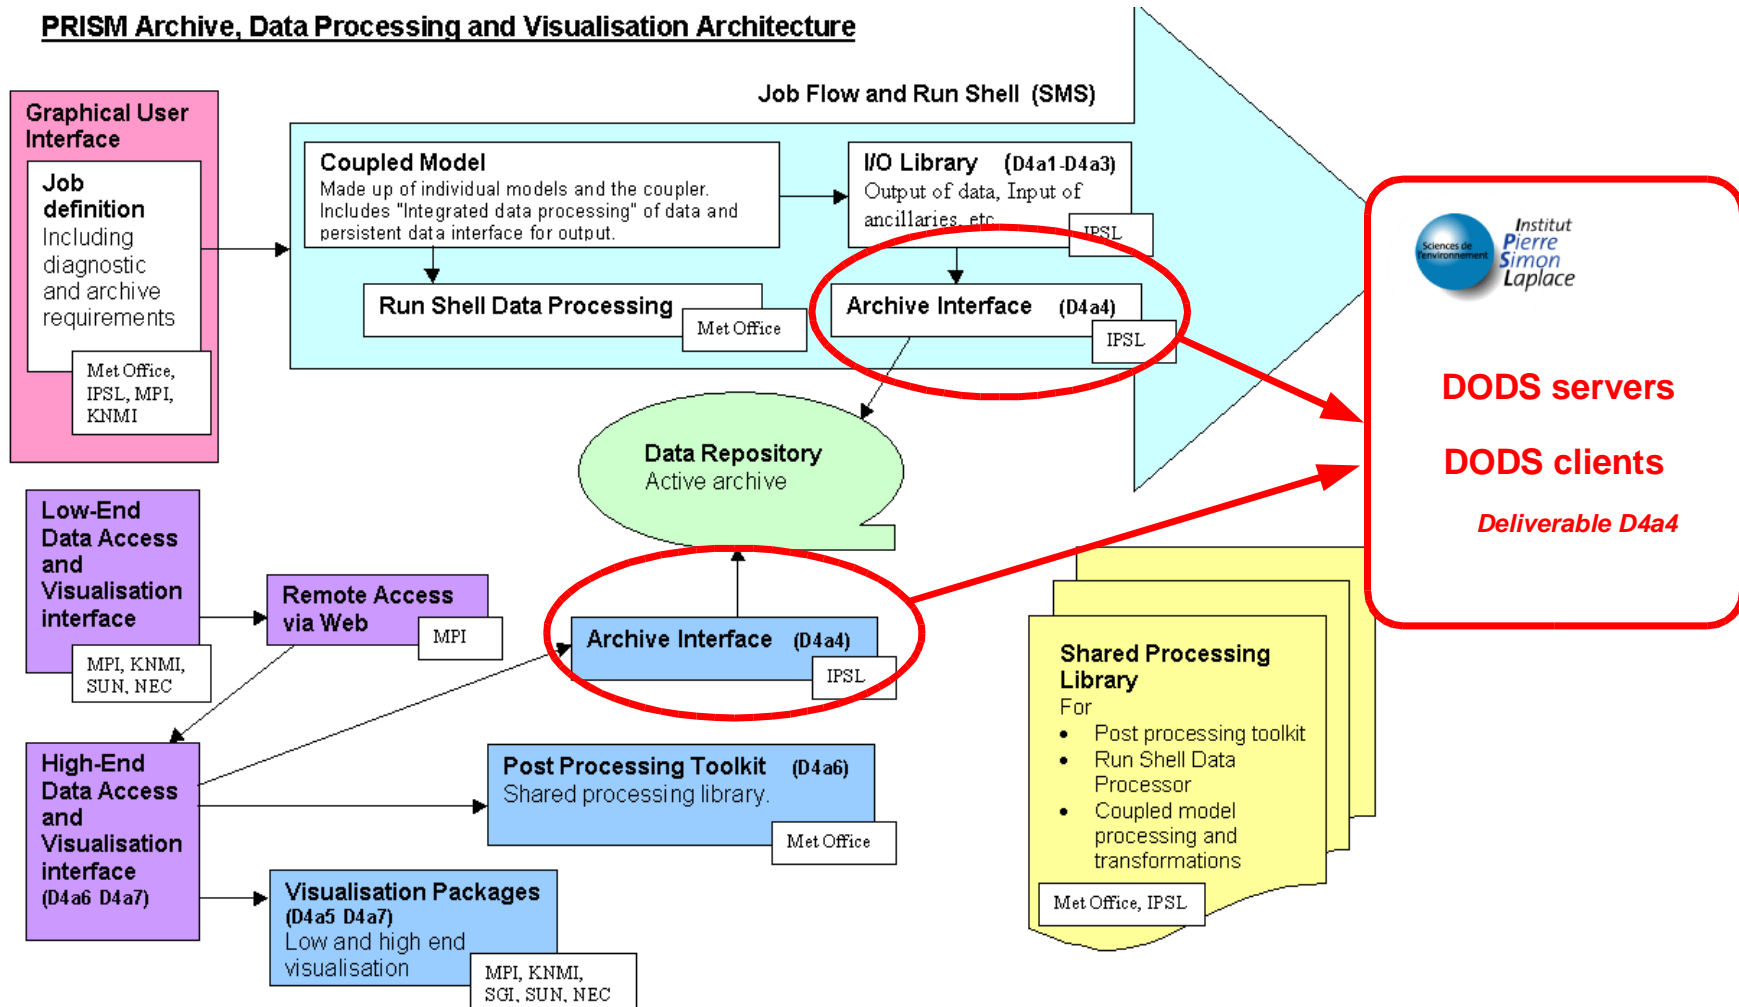 PRISM Archive, Data Processing and Visualisation Architecture
Job Flow and Run Shell (SMS)
Graphical User
Interface
Job
definition
Including
diagnostic
and archive
requirements
Met Office,
IPSL, MPI,
KNMI
Coupled Model
Made up of individual models and the coupler.
Includes "Integrated data processing" of data and
persistent data interface for output.
I/O Library (D4a1-D4a3)
Output of data, Input of
ancillaries, etc
IPSL
Run Shell Data Processing
Met Office
Archive Interface (D4a4)
IPSL
Sciences de
l'environnement
Institut
Pierre
Simon
Laplace
DODS servers
DODS clients
Deliverable D4a4
Data Repository
Active archive
Low-End
Data Access
and
Visualisation
interface
MPI, KNMI,
SUN, NEC
Remote Access
via Web
MPI
Archive Interface (D4a4)
IPSL
High-End
Data Access
and
Visualisation
interface
(D4a6 D4a7)
Post Processing Toolkit (D4a6)
Shared processing library.
Met Office
Visualisation Packages
(D4a5 D4a7)
Low and high end
visualisation
MPI, KNMI,
SGI, SUN, NEC
Shared Processing
Library
For
• Post processing toolkit
• Run Shell Data
Processor
• Coupled model
processing and
transformations
Met Office, IPSL